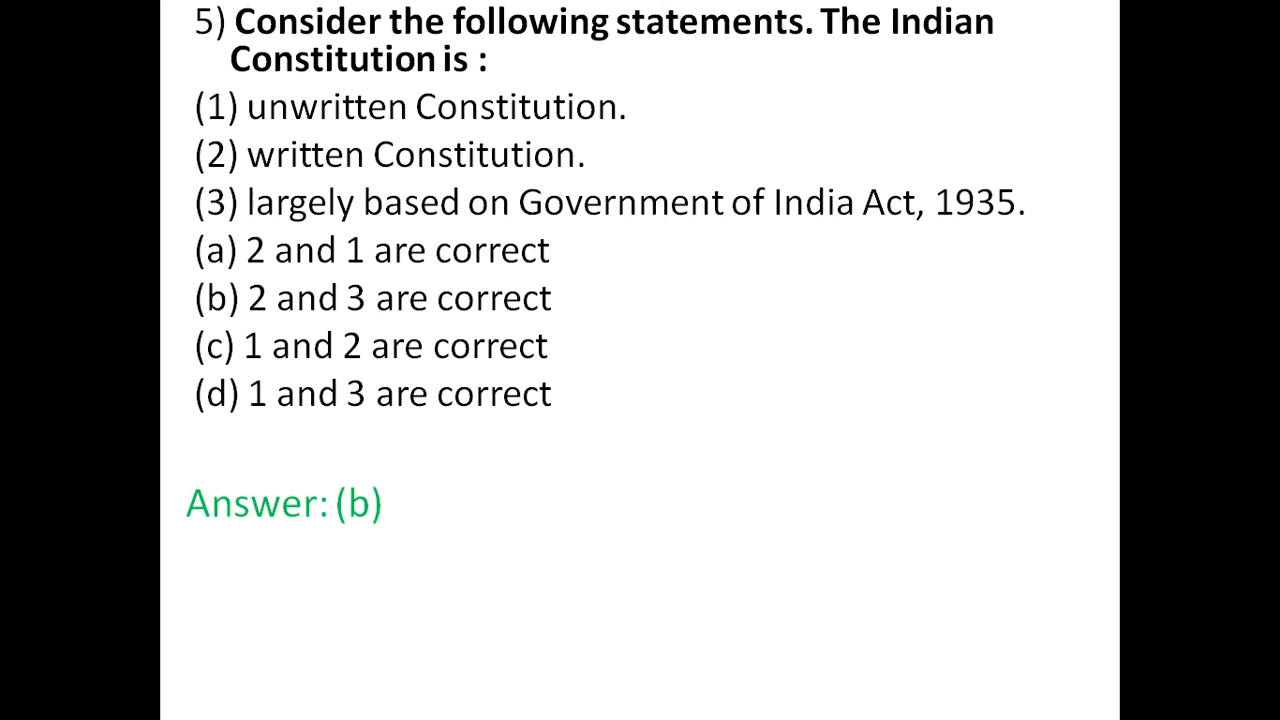 5) Consider the following statements. The Indian
Constitution is :
(1) unwritten Constitution.
(2) written Constitution.
(3) largely based on Government of India Act, 1935.
(a) 2 and 1 are correct
(b) 2 and 3 are correct
(c) 1 and 2 are correct
(d) 1 and 3 are correct
Answer: (b)